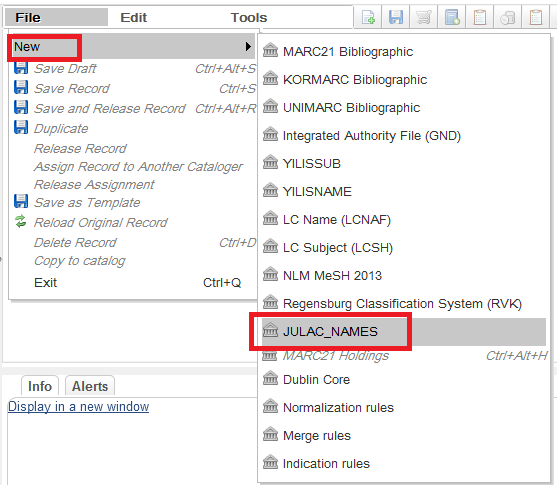 File Edit Tools
New
Save Draft Ctrl+Alt+S
Save Record Ctrl+S
Save and Release Record Ctrl+Alt+R
Duplicate
Release Record
Assign Record to Another Cataloger
Release Assignment
Save as Template
Reload Original Record
Delete Record Ctrl+D
Copy to catalog
Exit Ctrl+Q
MARC21 Bibliographic
KORMARC Bibliographic
UNIMARC Bibliographic
Integrated Authority File (GND)
YILISSUB
YILISNAME
LC Name (LCNAF)
LC Subject (LCSH)
NLM MeSH 2013
Regensburg Classification System (RVK)
JULAC_NAMES
MARC21 Holdings Ctrl+Alt+H
Dublin Core
Normalization rules
Merge rules
Indication rules
Info Alerts
Display in a new window